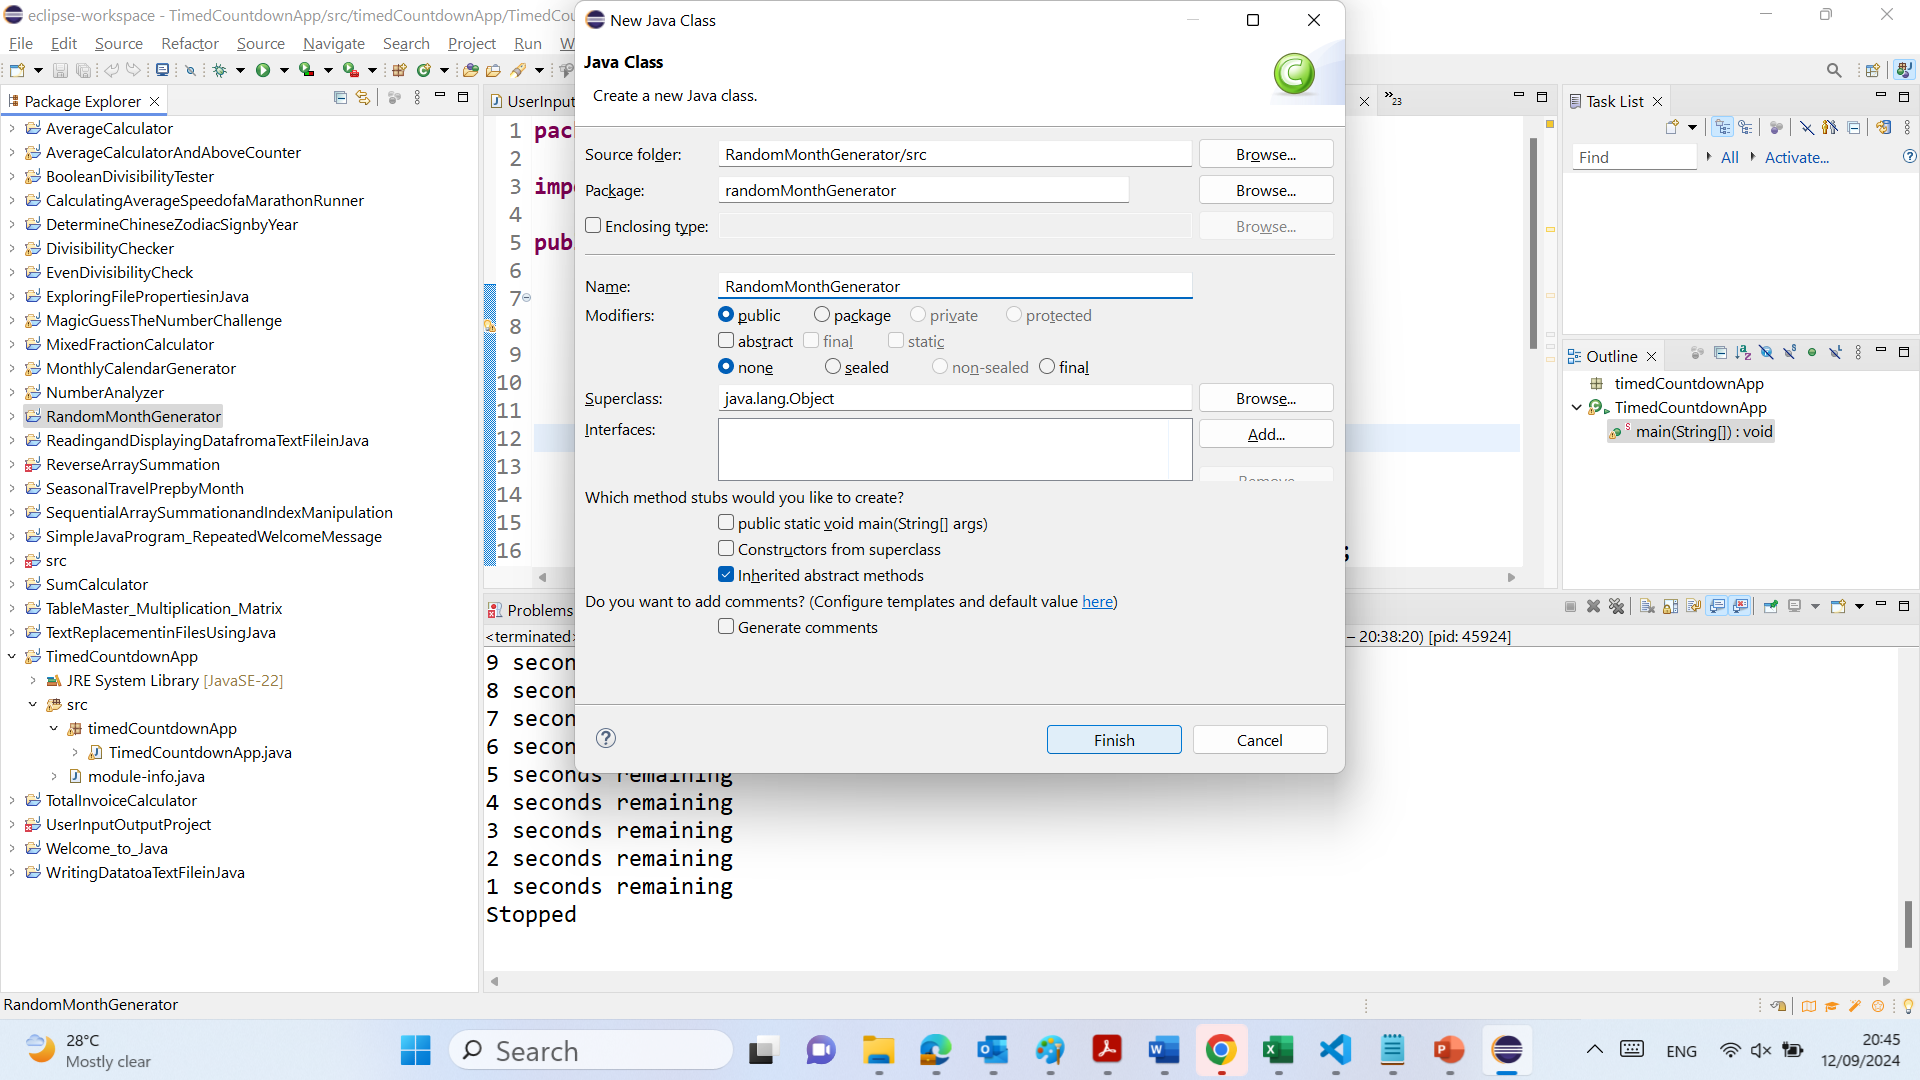 eclipse-workspace - TimedCountdownApp/src/timedCountdownApp/TimedCou
File Edit Source Refactor Source Navigate Search Project Run W
Package Explorer
AverageCalculator
AverageCalculatorAndAboveCounter
BooleanDivisibilityTester
CalculatingAverageSpeedofaMarathonRunner
DetermineChineseZodiacSignbyYear
DivisibilityChecker
EvenDivisibilityCheck
ExploringFilePropertiesinJava
MagicGuessTheNumberChallenge
MixedFractionCalculator
MonthlyCalendarGenerator
NumberAnalyzer
RandomMonthGenerator
ReadingandDisplayingDatafromaTextFileinJava
ReverseArraySummation
SeasonalTravelPrepbyMonth
SequentialArraySummationandIndexManipulation
SimpleJavaProgram_RepeatedWelcomeMessage
src
SumCalculator
TableMaster_Multiplication_Matrix
TextReplacementinFilesUsingJava
TimedCountdownApp
JRE System Library [JavaSE-22]
src
timedCountdownApp
TimedCountdownApp.java
module-info.java
TotalInvoiceCalculator
UserInputOutputProject
Welcome_to_Java
WritingDatatoaTextFileinJava
RandomMonthGenerator
UserInput
»23
1 pac
2
3 imp
4
5 pub
6
7
8
9
10
11
12
13
14
15
16 ;
New Java Class
Java Class
Create a new Java class.
Source folder: RandomMonthGenerator/src Browse...
Package: randomMonthGenerator Browse...
Enclosing type: Browse...
Name: RandomMonthGenerator
Modifiers: public package private protected
abstract final static
none sealed non-sealed final
Superclass: java.lang.Object Browse...
Interfaces: Add...
Remove
Which method stubs would you like to create?
public static void main(String[] args)
Constructors from superclass
Inherited abstract methods
Do you want to add comments? (Configure templates and default value here)
Generate comments
Finish Cancel
Task List
Find All Activate...
Outline
timedCountdownApp
TimedCountdownApp
main(String[]) : void
Problems
<terminated> – 20:38:20) [pid: 45924]
9 secon
8 secon
7 secon
6 secon
5 seconds remaining
4 seconds remaining
3 seconds remaining
2 seconds remaining
1 seconds remaining
Stopped
28°C
Mostly clear
Search
ENG
20:45
12/09/2024